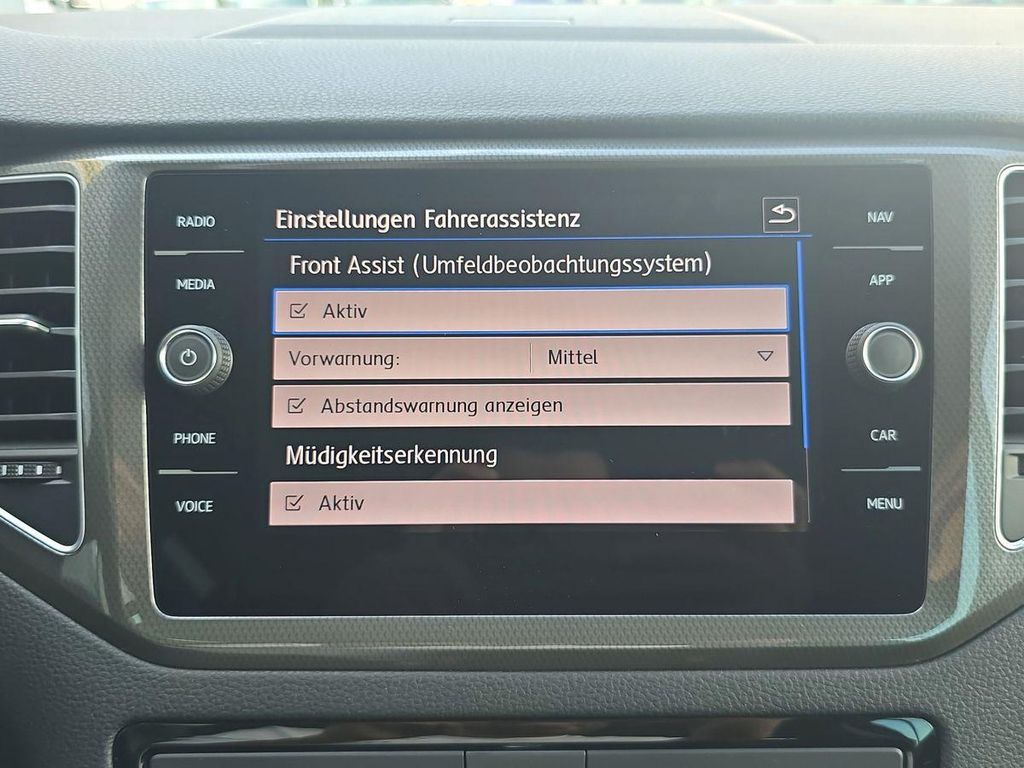 RADIO
MEDIA
PHONE
VOICE
Einstellungen Fahrerassistenz
Front Assist (Umfeldbeobachtungssystem)
Aktiv
Vorwarnung: Mittel
Abstandswarnung anzeigen
Müdigkeitserkennung
Aktiv
NAV
APP
CAR
MENU